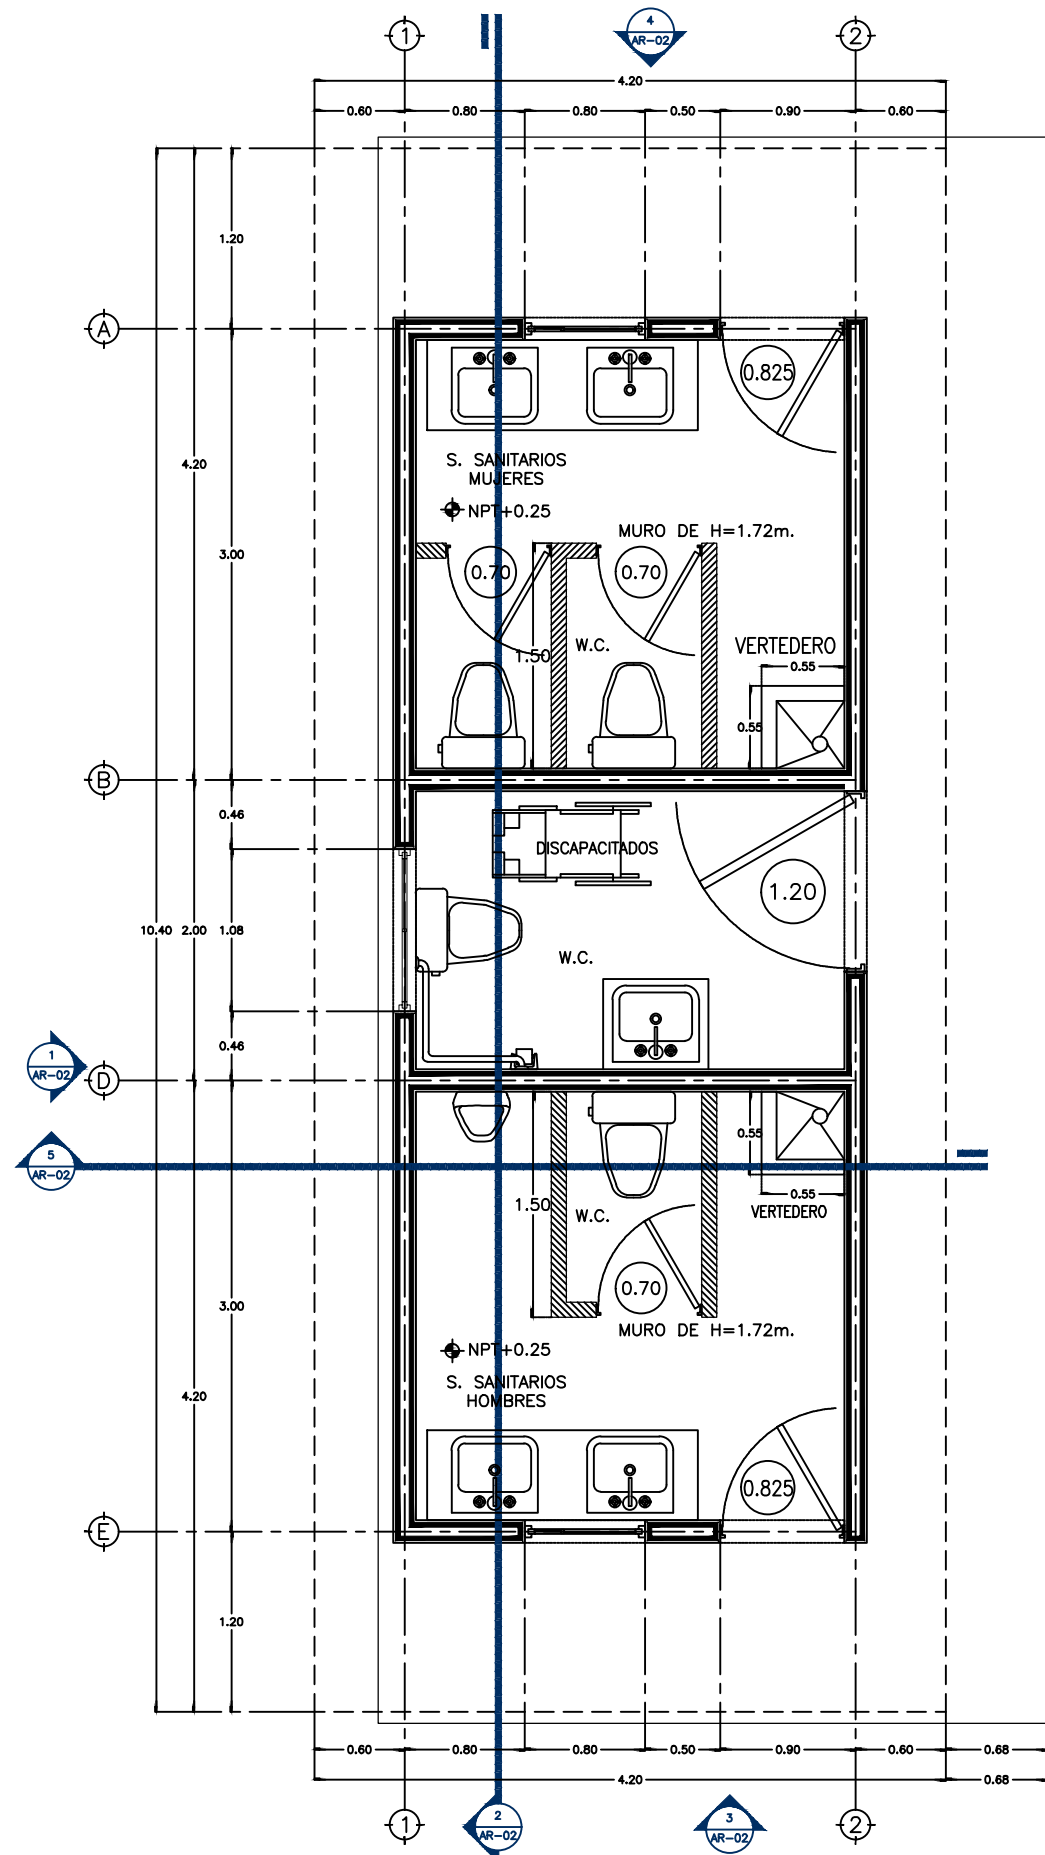 1
4
AR-02
2
4.20
0.60
0.80
0.80
0.50
0.90
0.60
1.20
A
0.825
4.20
S. SANITARIOS
MUJERES
NPT+0.25
MURO DE H=1.72m.
3.00
0.70
0.70
1.50
W.C.
VERTEDERO
0.55
0.55
B
0.46
DISCAPACITADOS
1.20
10.40
2.00
1.08
W.C.
0.46
1
AR-02
D
0.55
5
AR-02
0.55
1.50
W.C.
VERTEDERO
0.70
3.00
MURO DE H=1.72m.
NPT+0.25
S. SANITARIOS
HOMBRES
4.20
0.825
E
1.20
0.60
0.80
0.80
0.50
0.90
0.60
0.68
4.20
0.68
1
2
AR-02
3
AR-02
2